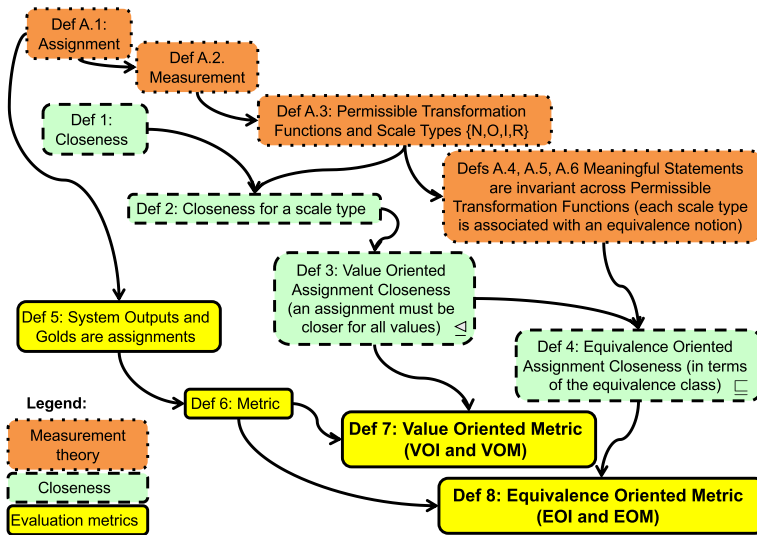 Def A.1:
Assignment
Def A.2.
Measurement
Def A.3: Permissible Transformation
Functions and Scale Types {N,O,I,R}
Def 1:
Closeness
Defs A.4, A.5, A.6 Meaningful Statements
are invariant across Permissible
Transformation Functions (each scale type
is associated with an equivalence notion)
Def 2: Closeness for a scale type
Def 3: Value Oriented
Assignment Closeness
(an assignment must be
closer for all values) ⊴
Def 5: System Outputs and
Golds are assignments
Def 4: Equivalence Oriented
Assignment Closeness (in terms
of the equivalence class) ⊑
Def 6: Metric
Legend:
Measurement
theory
Closeness
Evaluation metrics
Def 7: Value Oriented Metric
(VOI and VOM)
Def 8: Equivalence Oriented Metric
(EOI and EOM)